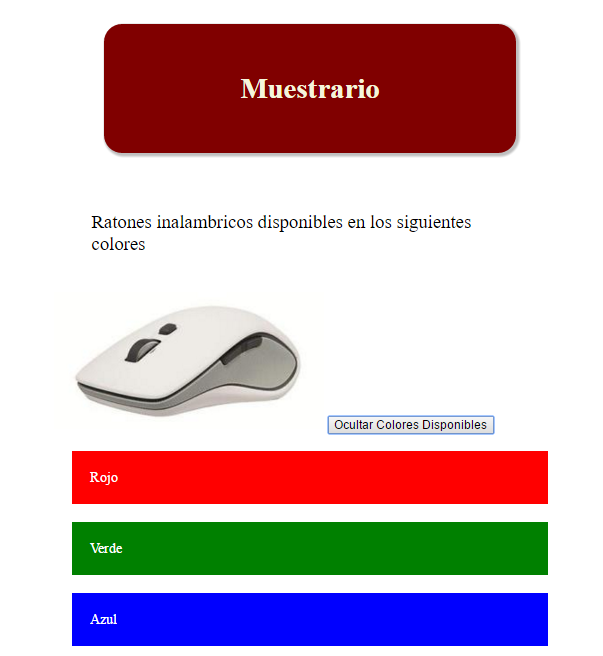 Muestrario
Ratones inalambricos disponibles en los siguientes
colores
Ocultar Colores Disponibles
Rojo
Verde
Azul